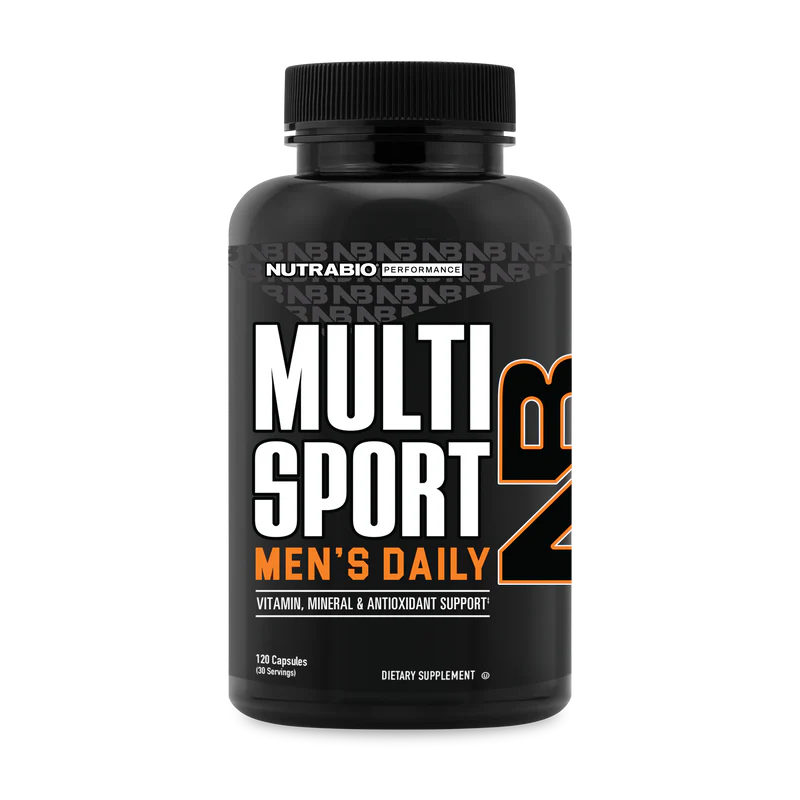 NUTRABIO® PERFORMANCE
MULTI
SPORT
MEN'S DAILY
VITAMIN, MINERAL & ANTIOXIDANT SUPPORT‡
120 Capsules
(30 Servings)
DIETARY SUPPLEMENT Ⓤ
NB